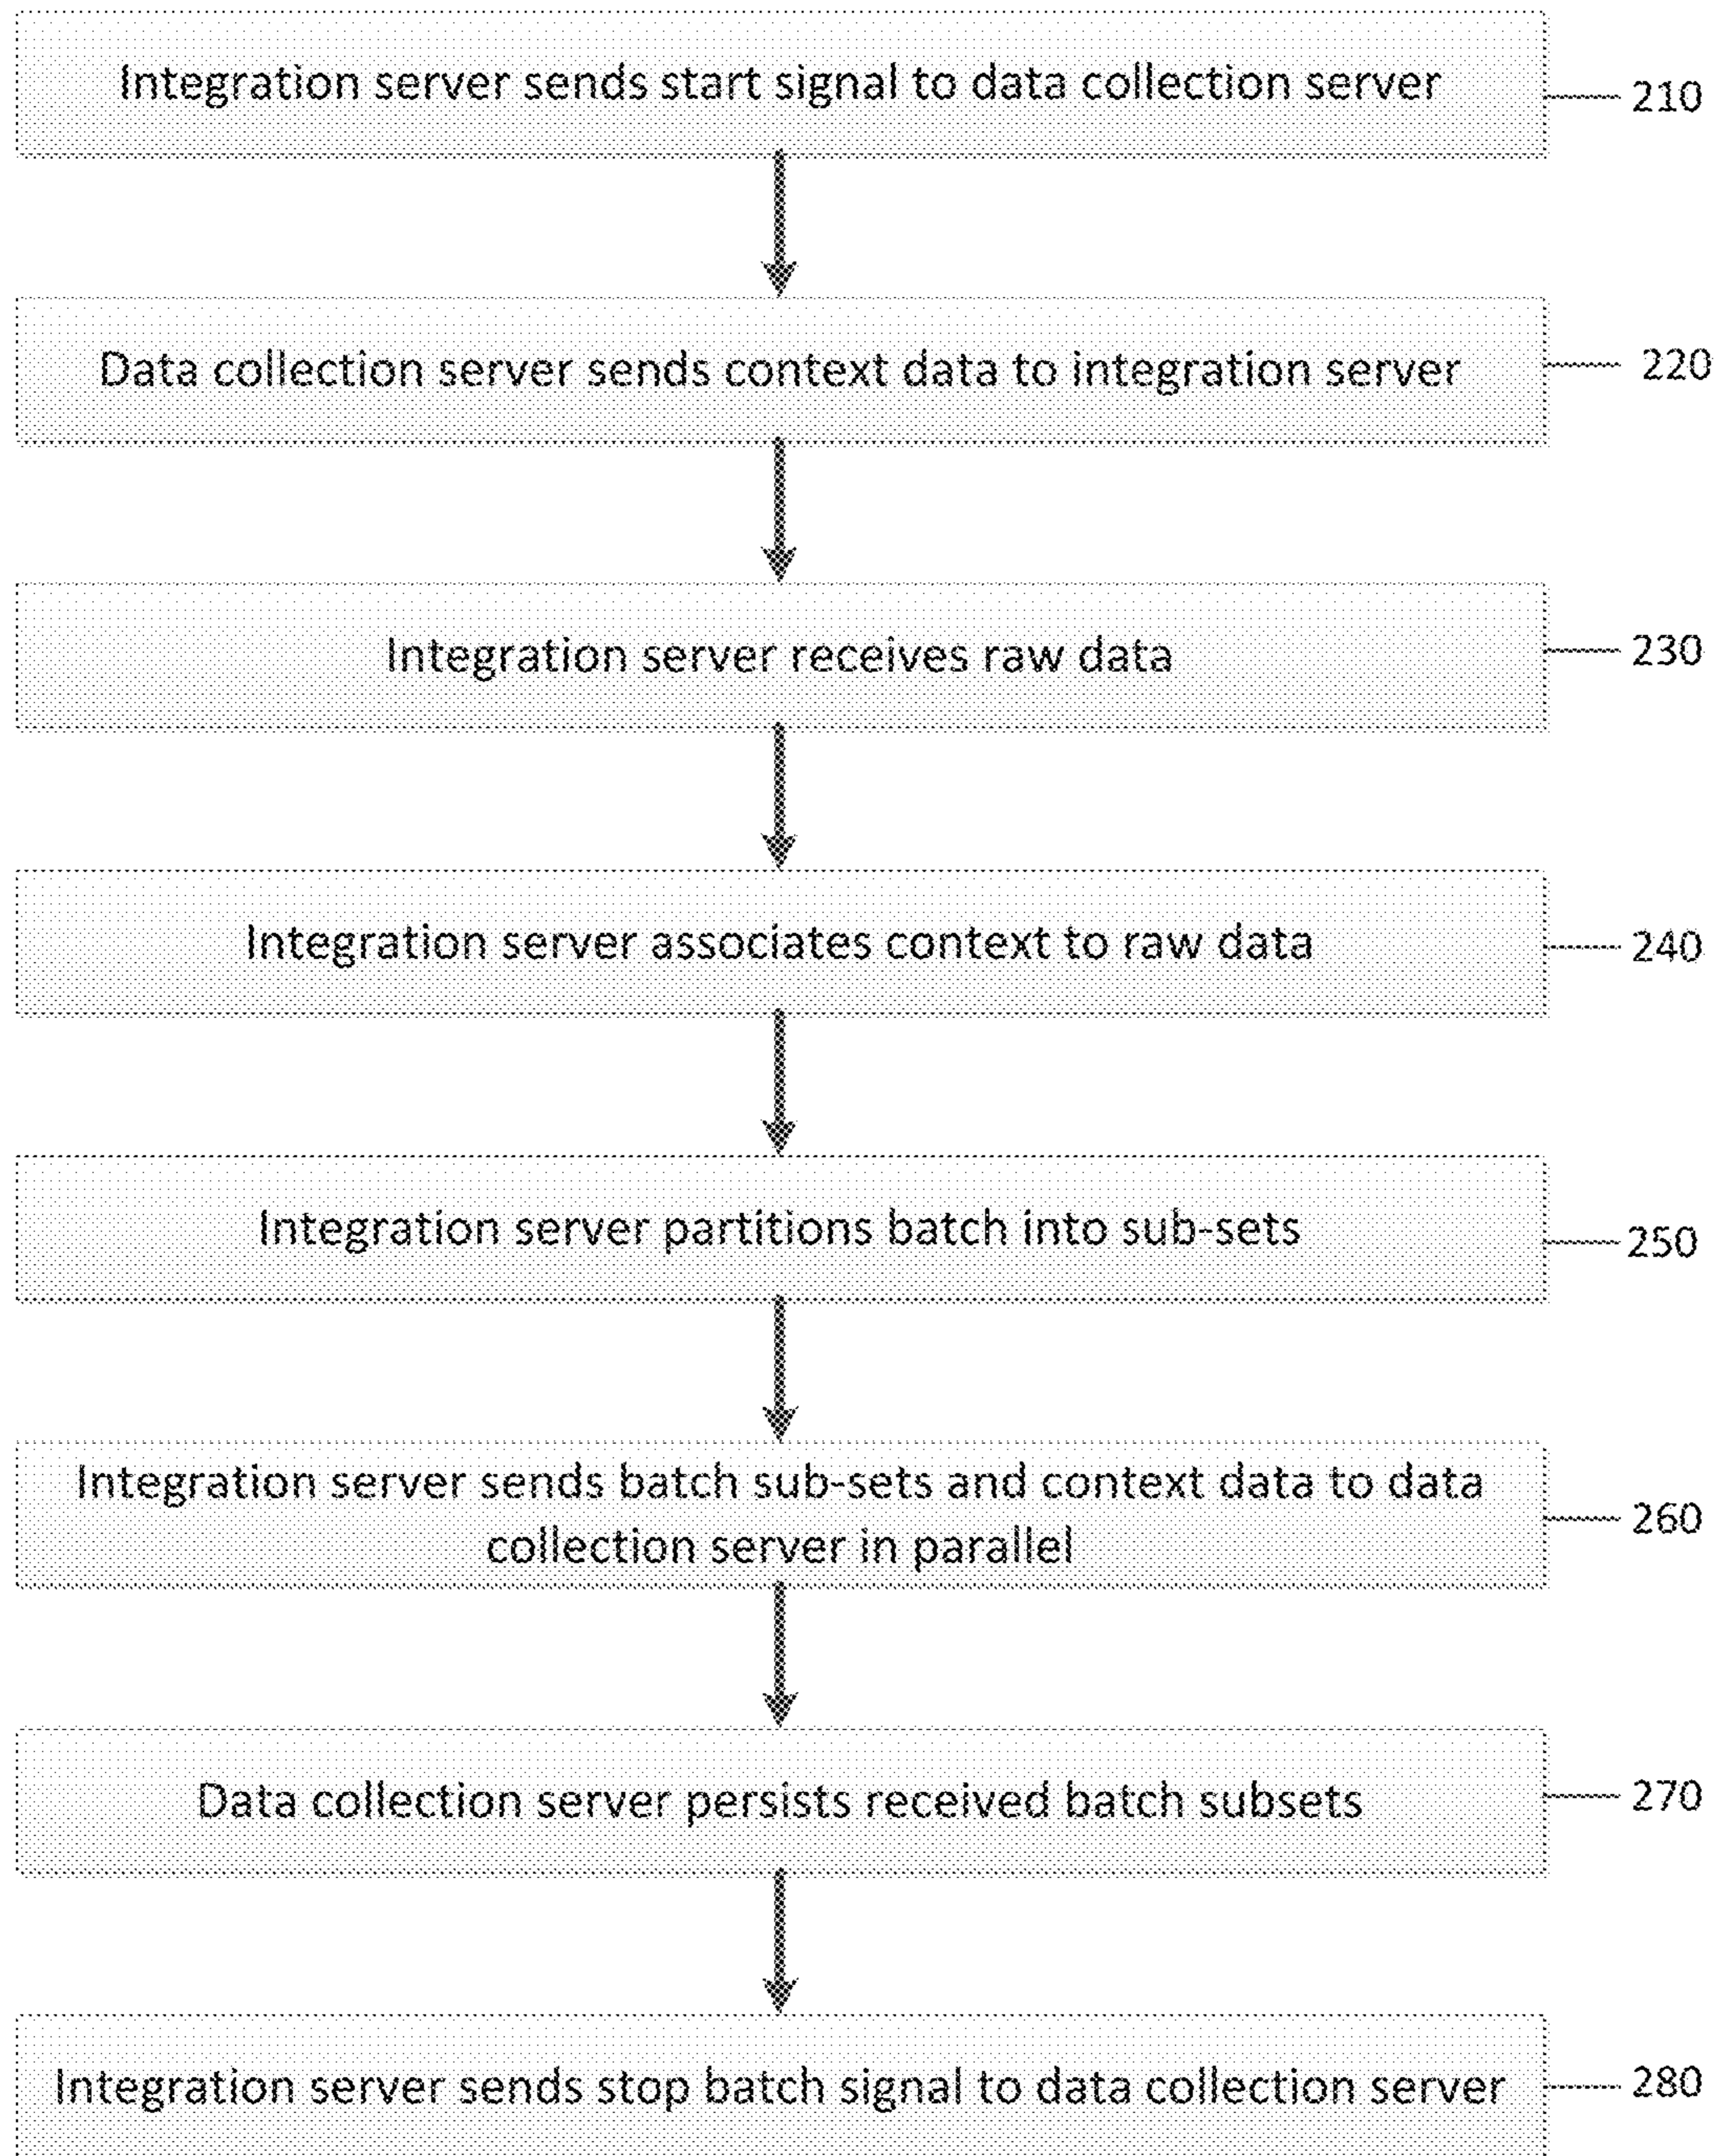 Integration server sends start signal to data collection server
210
Data collection server sends context data to integration server
220
Integration server receives raw data
230
Integration server associates context to raw data
240
Integration server partitions batch into sub-sets
250
Integration server sends batch sub-sets and context data to data
collection server in parallel
260
Data collection server persists received batch subsets
270
Integration server sends stop batch signal to data collection server
280